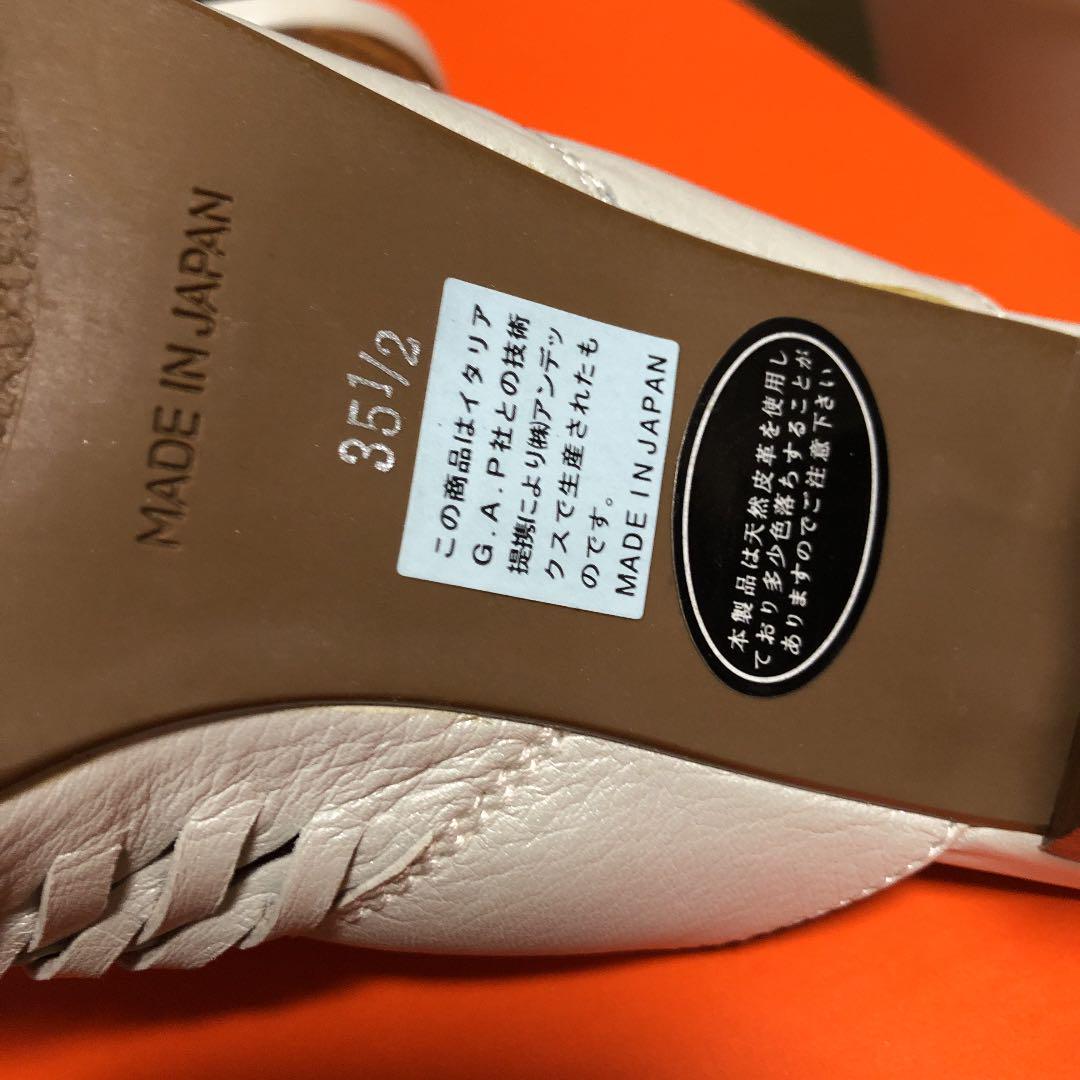 MADE IN JAPAN
35 1/2
この商品はイタリア
G.A.P社との技術
提携により㈱アンデッ
クスで生産されたも
のです。
MADE IN JAPAN
本製品は天然皮革を使用し
ており多少色落ちすることが
ありますのでご注意下さい